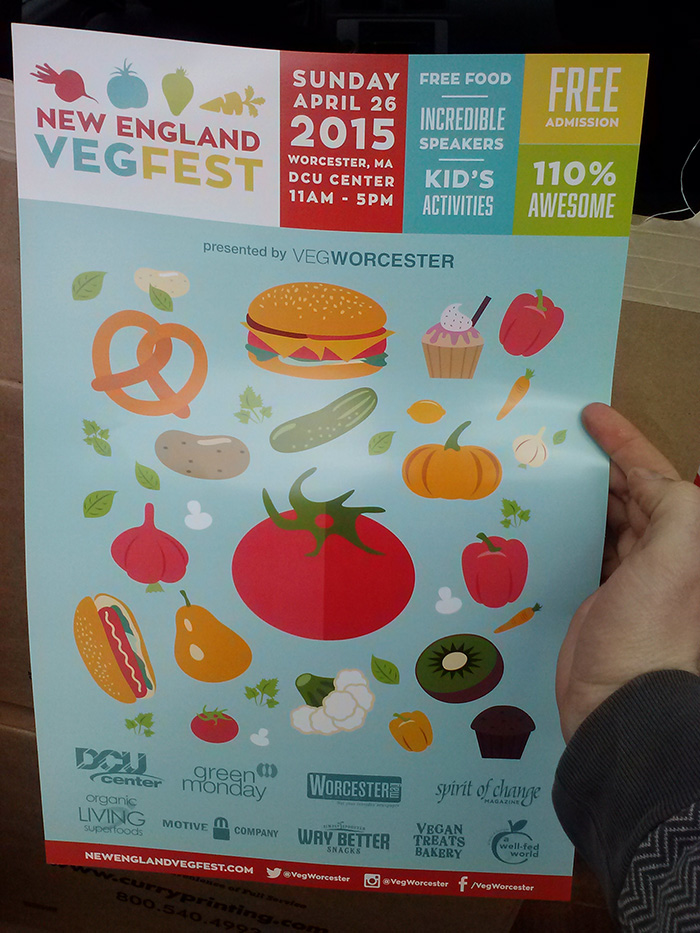 NEW ENGLAND
VEGFEST
SUNDAY
APRIL 26
2015
WORCESTER, MA
DCU CENTER
11AM - 5PM
FREE FOOD
INCREDIBLE
SPEAKERS
KID'S
ACTIVITIES
FREE
ADMISSION
110%
AWESOME
presented by VEGWORCESTER
DCU
center
green
monday
WORCESTER
spirit of change
MAGAZINE
organic
LIVING
superfoods
MOTIVE COMPANY
WAY BETTER
SNACKS
VEGAN
TREATS
BAKERY
a
well-fed
world
NEWENGLANDVEGFEST.COM @VegWorcester @VegWorcester /VegWorcester
www.curryprinting.com
800.540.499